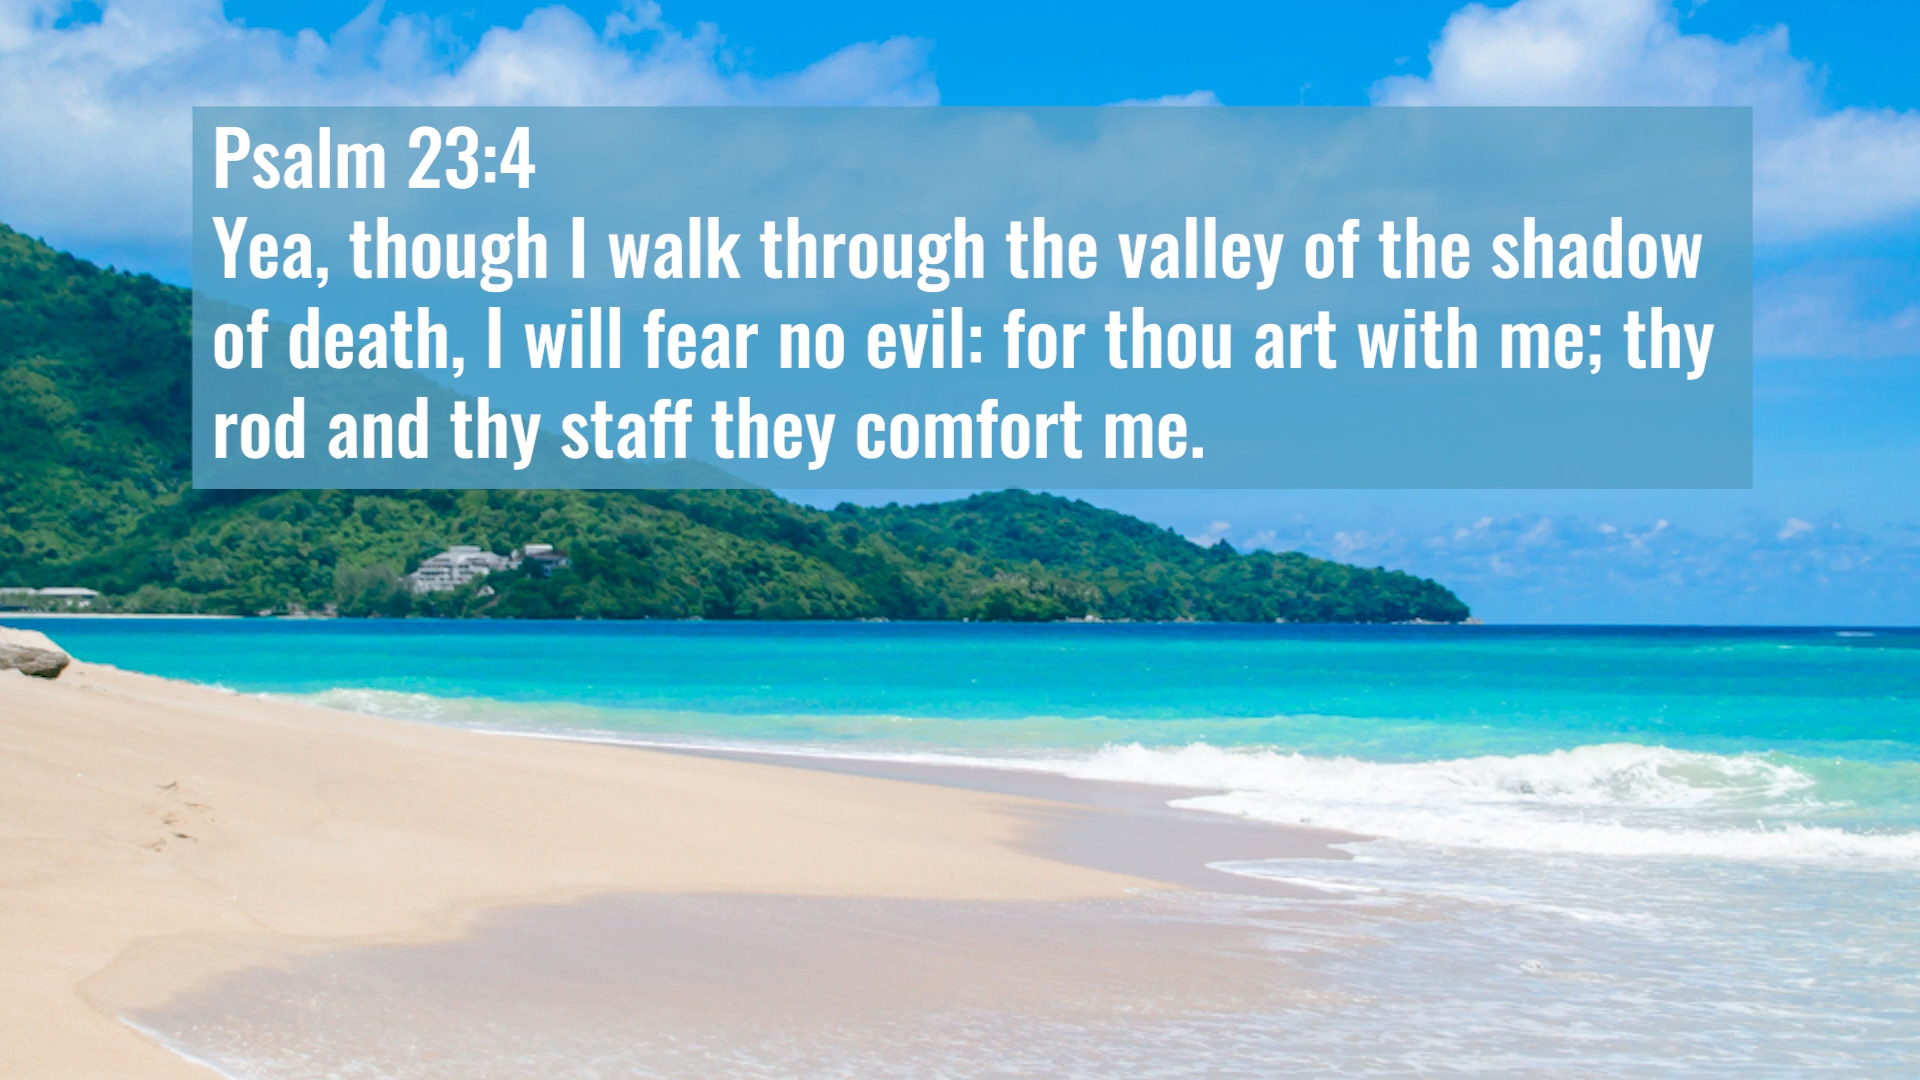 Psalm 23:4
Yea, though I walk through the valley of the shadow
of death, I will fear no evil: for thou art with me; thy
rod and thy staff they comfort me.